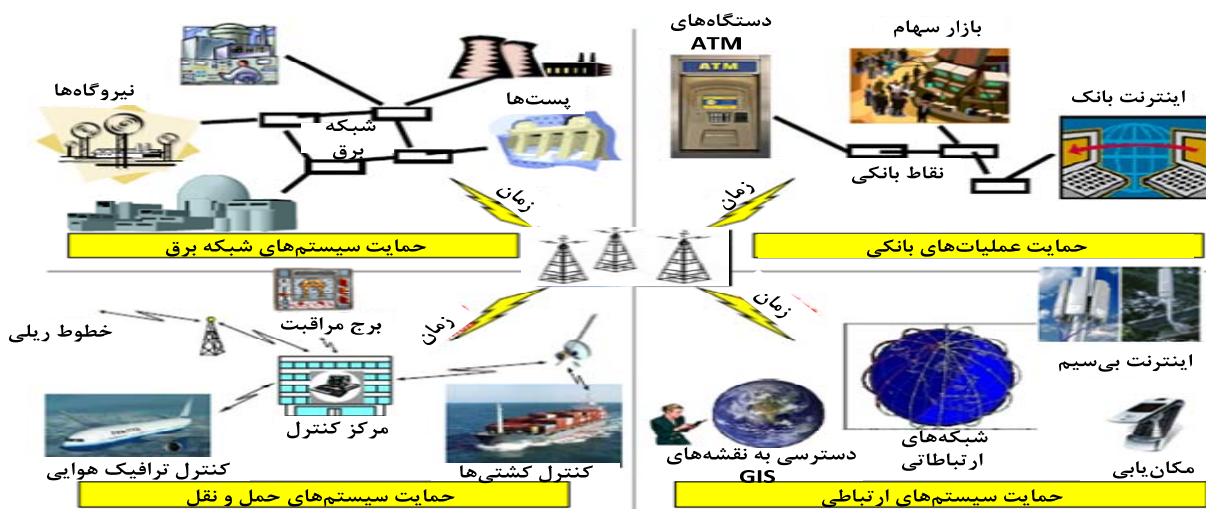 نیروگاه‌ها
شبکه
برق
پست‌ها
زمان
حمایت سیستم‌های شبکه برق
دستگاه‌های
ATM
ATM
بازار سهام
اینترنت بانک
نقاط بانکی
زمان
حمایت عملیات‌های بانکی
خطوط ریلی
برج مراقبت
زمان
مرکز کنترل
کنترل ترافیک هوایی
کنترل کشتی‌ها
حمایت سیستم‌های حمل و نقل
زمان
اینترنت بی‌سیم
دسترسی به نقشه‌های
GIS
شبکه‌های
ارتباطاتی
مکان‌یابی
حمایت سیستم‌های ارتباطی